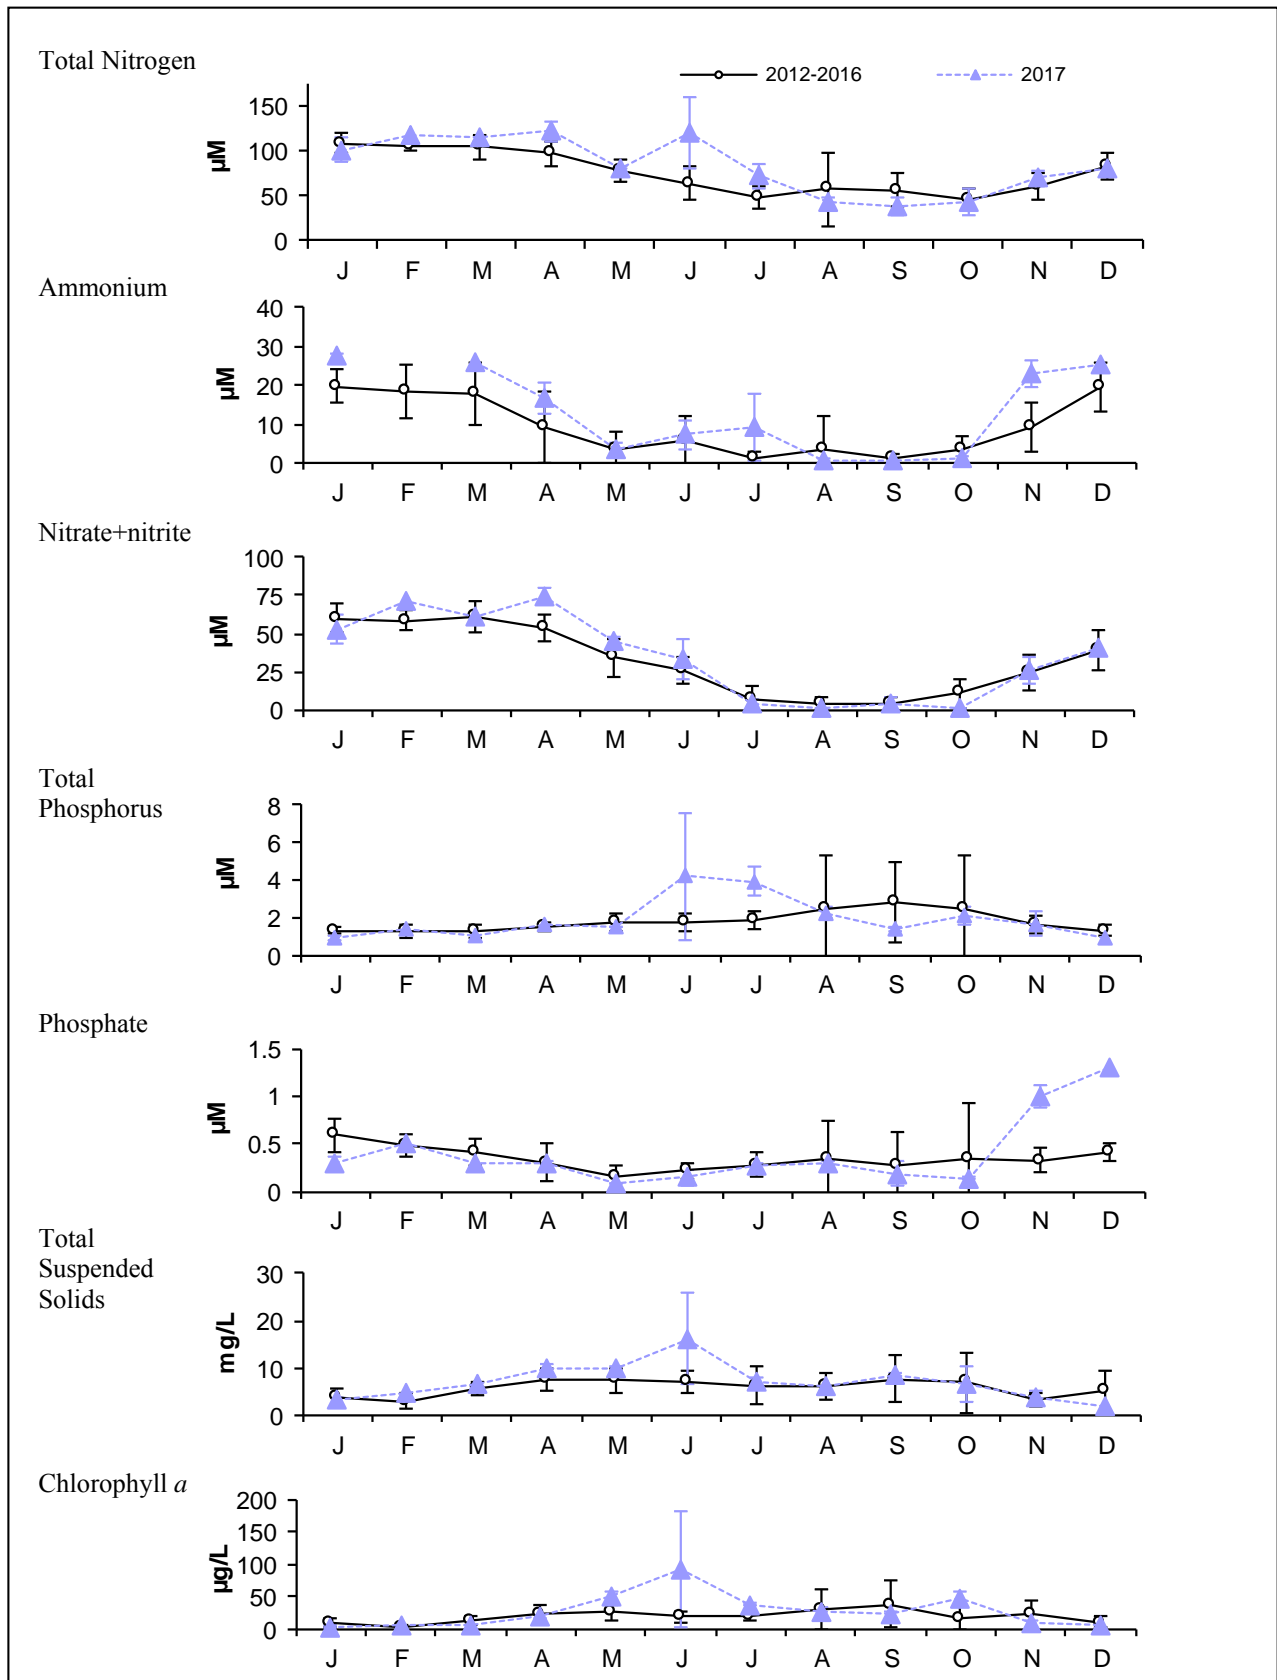 Total Nitrogen
2012-2016 2017
150
100
50
0
µM
J F M A M J J A S O N D
Ammonium
40
30
20
10
0
µM
J F M A M J J A S O N D
Nitrate+nitrite
100
75
50
25
0
µM
J F M A M J J A S O N D
Total
Phosphorus
8
6
4
2
0
µM
J F M A M J J A S O N D
Phosphate
1.5
1
0.5
0
µM
J F M A M J J A S O N D
Total
Suspended
Solids
30
20
10
0
mg/L
J F M A M J J A S O N D
Chlorophyll a
200
150
100
50
0
µg/L
J F M A M J J A S O N D